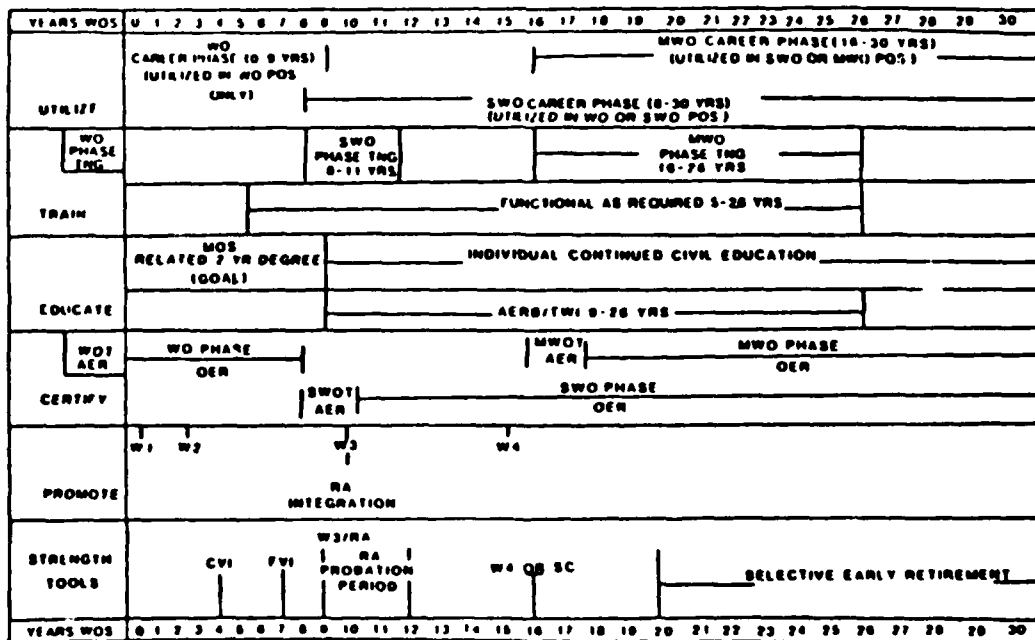 YEARS WOS 0 1 2 3 4 5 6 7 8 9 10 11 12 13 14 15 16 17 18 19 20 21 22 23 24 25 26 27 28 29 30
WO
CAREER PHASE (0-9 YRS)
(UTILIZED IN WO POS
ONLY)
MWO CAREER PHASE (16-30 YRS)
(UTILIZED IN SWO OR MWO POS)
UTILIZE
SWO CAREER PHASE (8-30 YRS)
(UTILIZED IN WO OR SWO POS)
WO
PHASE
TNG
SWO
PHASE TNG
8-11 YRS
MWO
PHASE TNG
16-26 YRS
TRAIN
FUNCTIONAL AS REQUIRED 5-26 YRS
MOS
RELATED 2 YR DEGREE
(GOAL)
INDIVIDUAL CONTINUED CIVIL EDUCATION
EDUCATE
AERB/TWI 9-26 YRS
WOT
AER
WO PHASE
OER
MWOT
AER
MWO PHASE
OER
CERTIFY
SWOT
AER
SWO PHASE
OER
W1 W2 W3 W4
PROMOTE
RA
INTEGRATION
STRENGTH
TOOLS
CVI
FVI
W3/RA
RA
PROBATION
PERIOD
W4 OR SC
SELECTIVE EARLY RETIREMENT
YEARS WOS 0 1 2 3 4 5 6 7 8 9 10 11 12 13 14 15 16 17 18 19 20 21 22 23 24 25 26 27 28 29 30